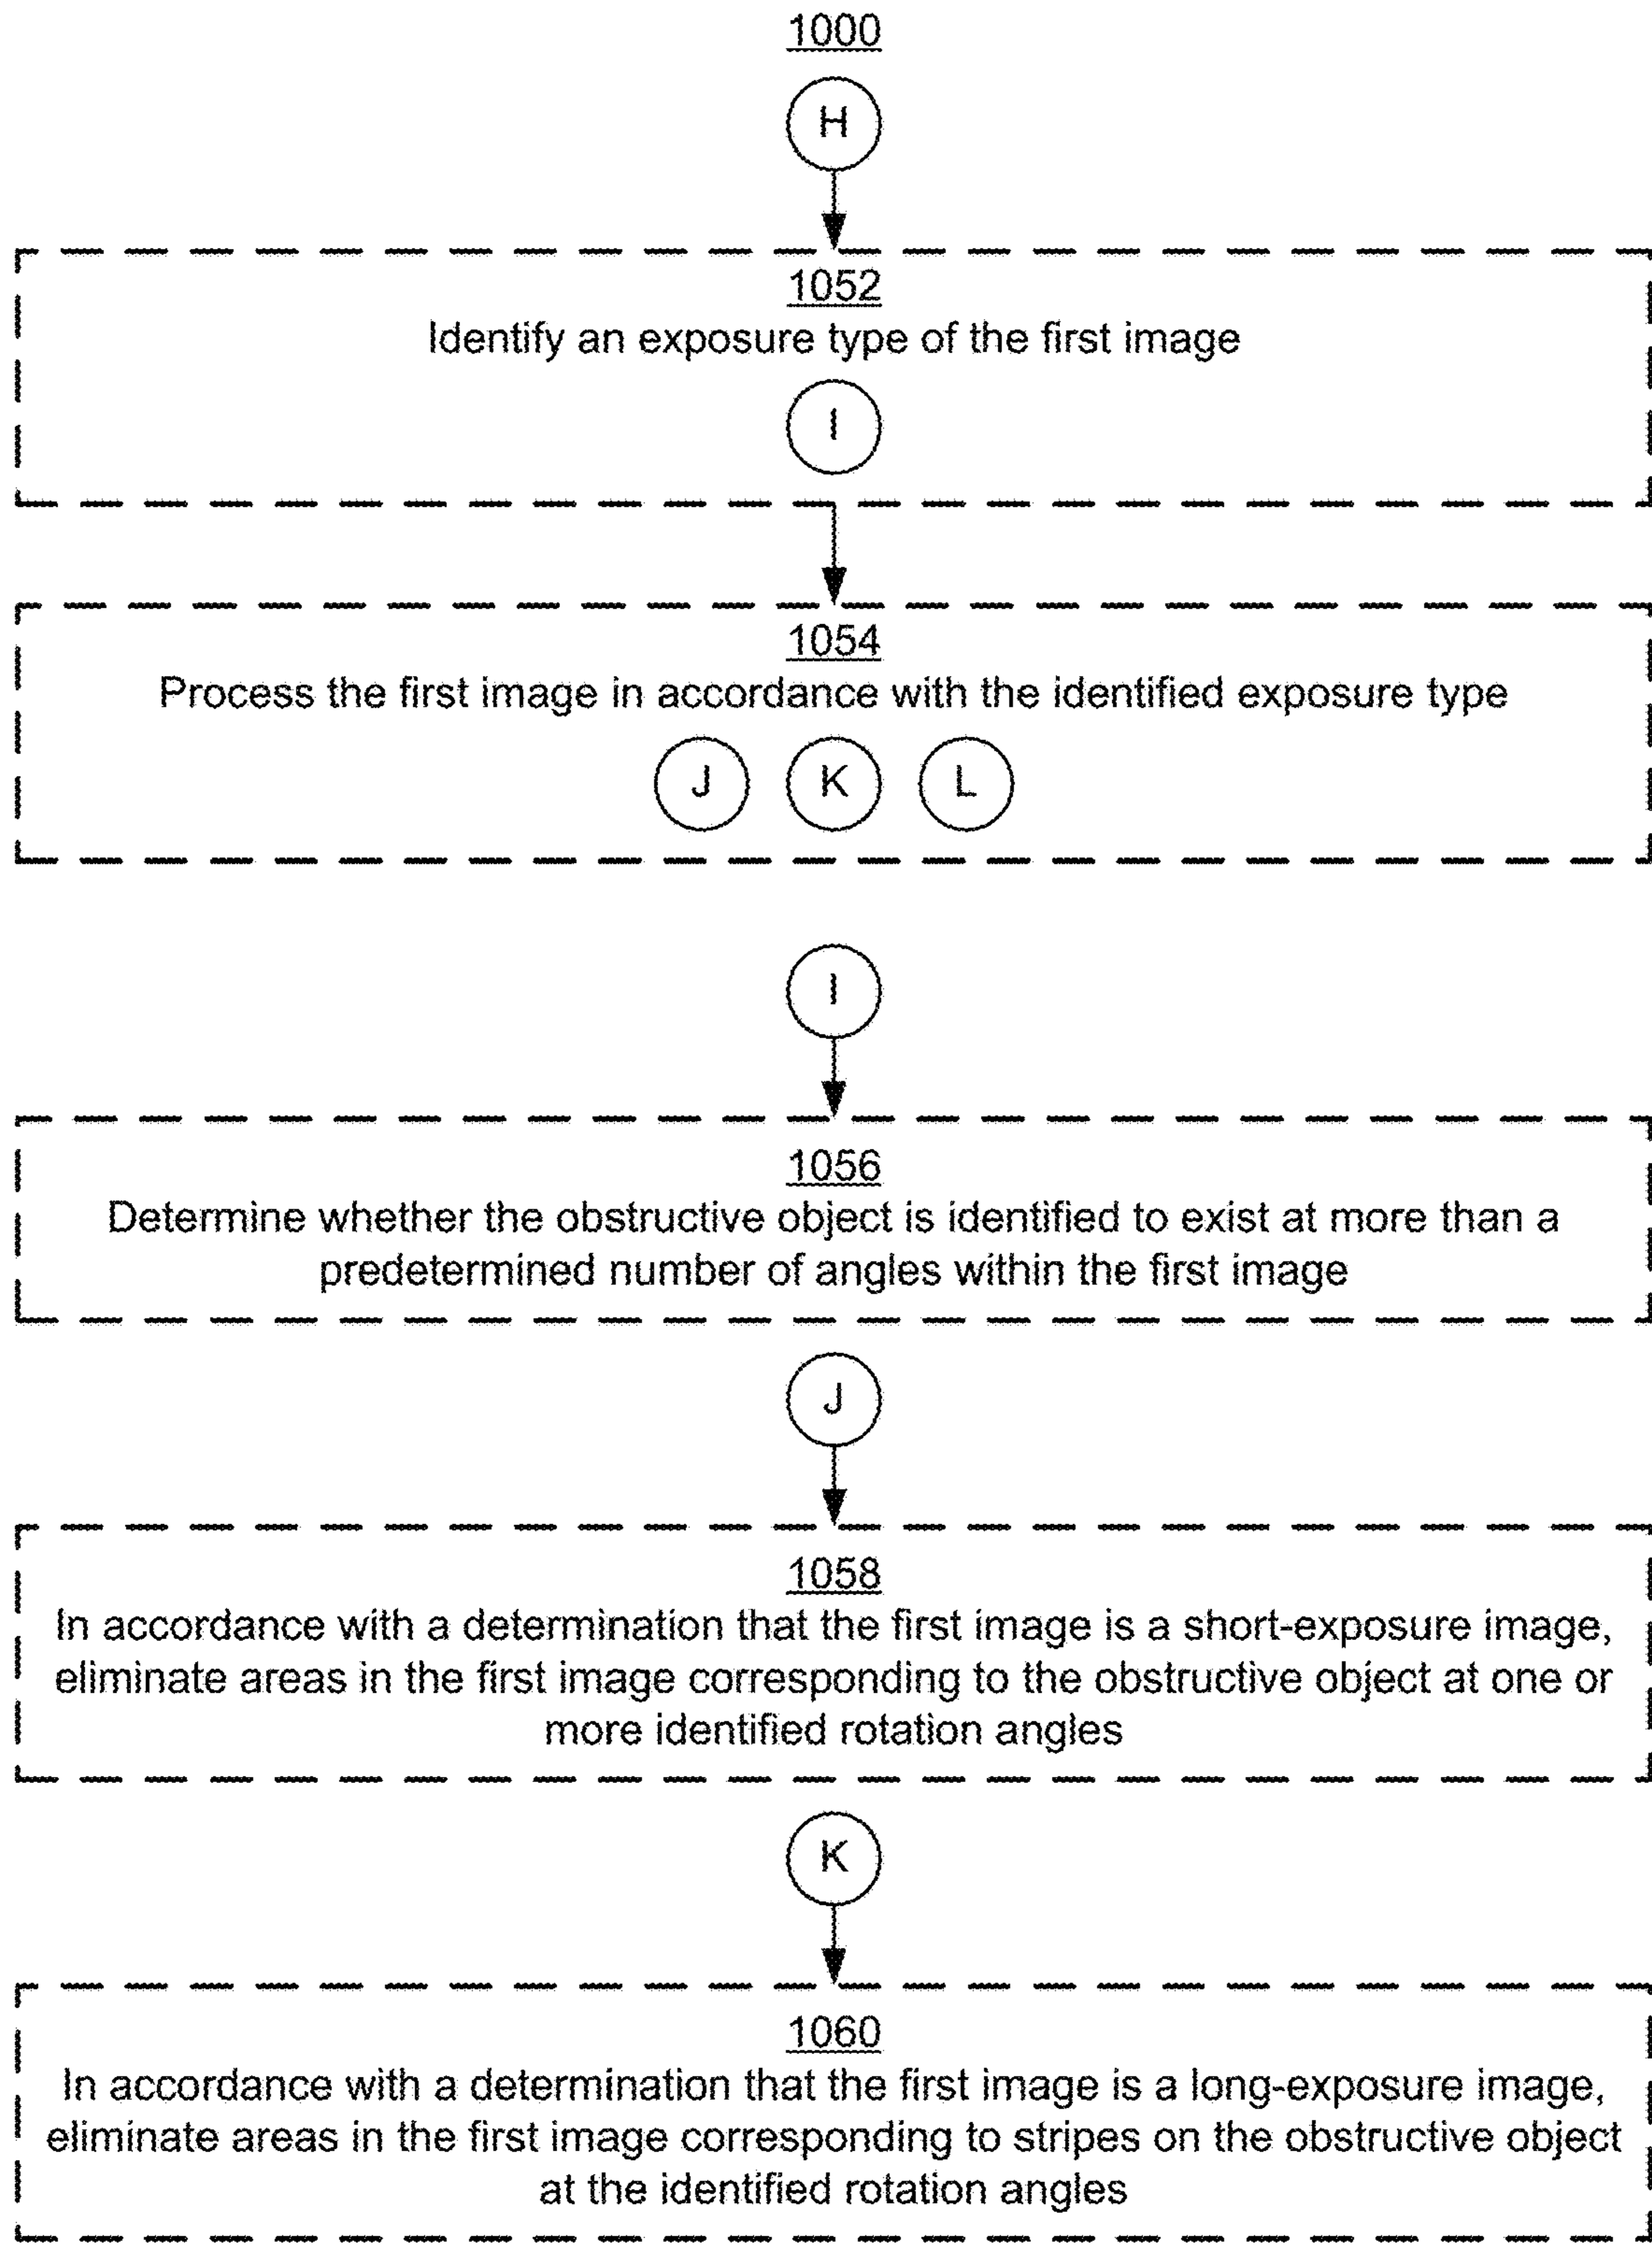 1000
H
1052
Identify an exposure type of the first image
I
1054
Process the first image in accordance with the identified exposure type
J K L
I
1056
Determine whether the obstructive object is identified to exist at more than a
predetermined number of angles within the first image
J
1058
In accordance with a determination that the first image is a short-exposure image,
eliminate areas in the first image corresponding to the obstructive object at one or
more identified rotation angles
K
1060
In accordance with a determination that the first image is a long-exposure image,
eliminate areas in the first image corresponding to stripes on the obstructive object
at the identified rotation angles